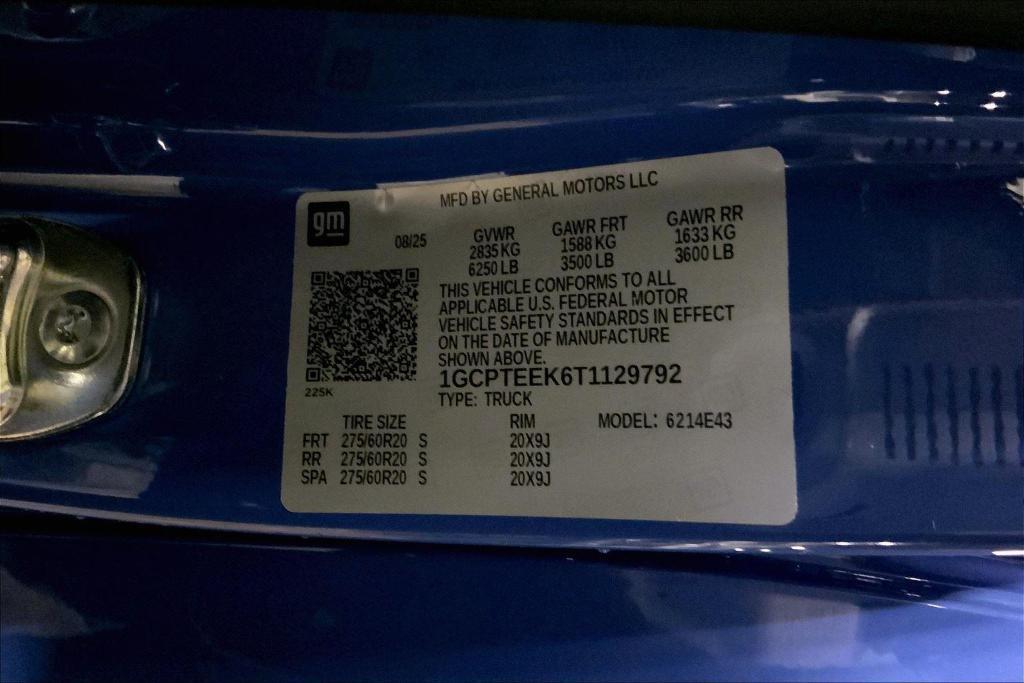 MFD BY GENERAL MOTORS LLC
gm
08/25
GVWR GAWR FRT GAWR RR
2835 KG 1588 KG 1633 KG
6250 LB 3500 LB 3600 LB
THIS VEHICLE CONFORMS TO ALL
APPLICABLE U.S. FEDERAL MOTOR
VEHICLE SAFETY STANDARDS IN EFFECT
ON THE DATE OF MANUFACTURE
SHOWN ABOVE.
1GCPTEEK6T1129792
225K
TYPE: TRUCK
TIRE SIZE RIM MODEL: 6214E43
FRT 275/60R20 S 20X9J
RR 275/60R20 S 20X9J
SPA 275/60R20 S 20X9J